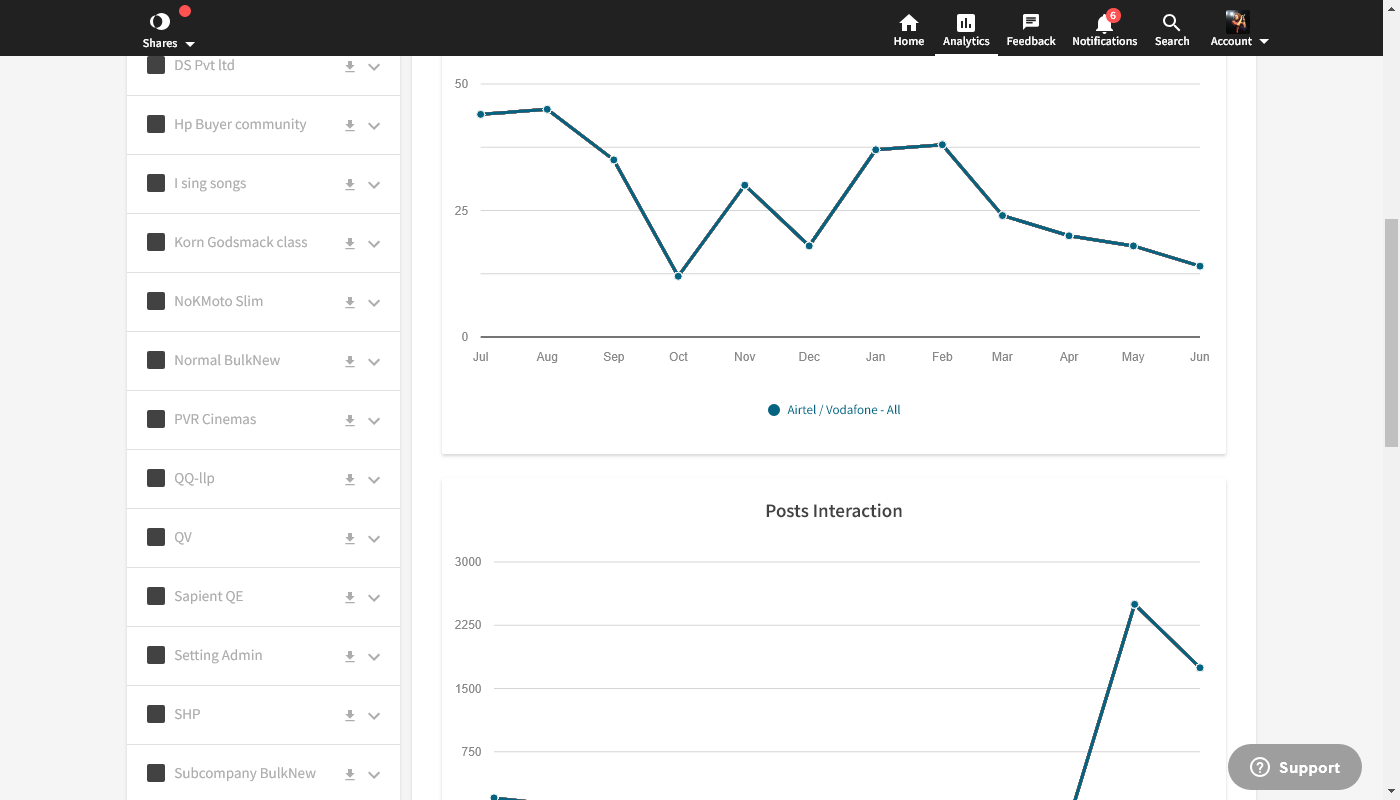 Shares
Home
Analytics
Feedback
6
Notifications
Search
Account
DS Pvt ltd
Hp Buyer community
I sing songs
Korn Godsmack class
NoKMoto Slim
Normal BulkNew
PVR Cinemas
QQ-llp
QV
Sapient QE
Setting Admin
SHP
Subcompany BulkNew
50
25
0
Jul Aug Sep Oct Nov Dec Jan Feb Mar Apr May Jun
Airtel / Vodafone - All
Posts Interaction
3000
2250
1500
750
? Support